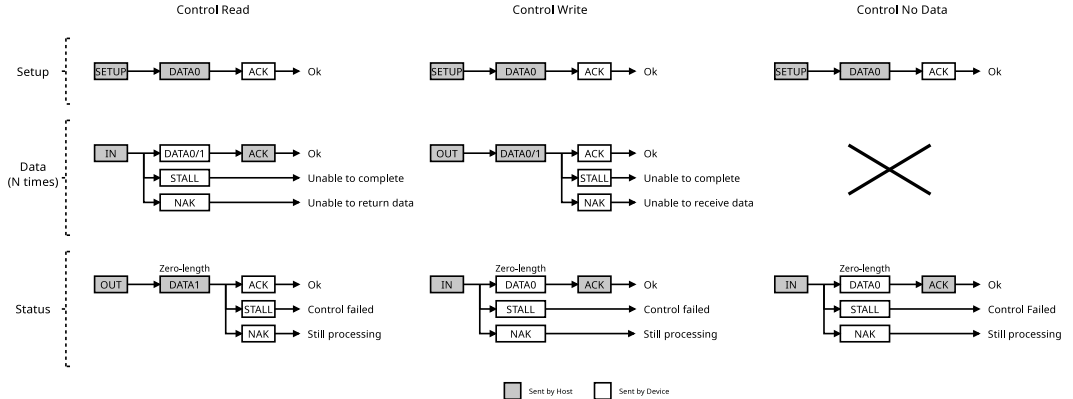 Control Read
Control Write
Control No Data
Setup
SETUP DATA0 ACK Ok
SETUP DATA0 ACK Ok
SETUP DATA0 ACK Ok
Data
(N times)
IN DATA0/1 ACK Ok
STALL Unable to complete
NAK Unable to return data
OUT DATA0/1 ACK Ok
STALL Unable to complete
NAK Unable to receive data
Status
Zero-length
OUT DATA1 ACK Ok
STALL Control failed
NAK Still processing
Zero-length
IN DATA0 ACK Ok
STALL Control failed
NAK Still processing
Zero-length
IN DATA0 ACK Ok
STALL Control Failed
NAK Still processing
Sent by Host
Sent by Device